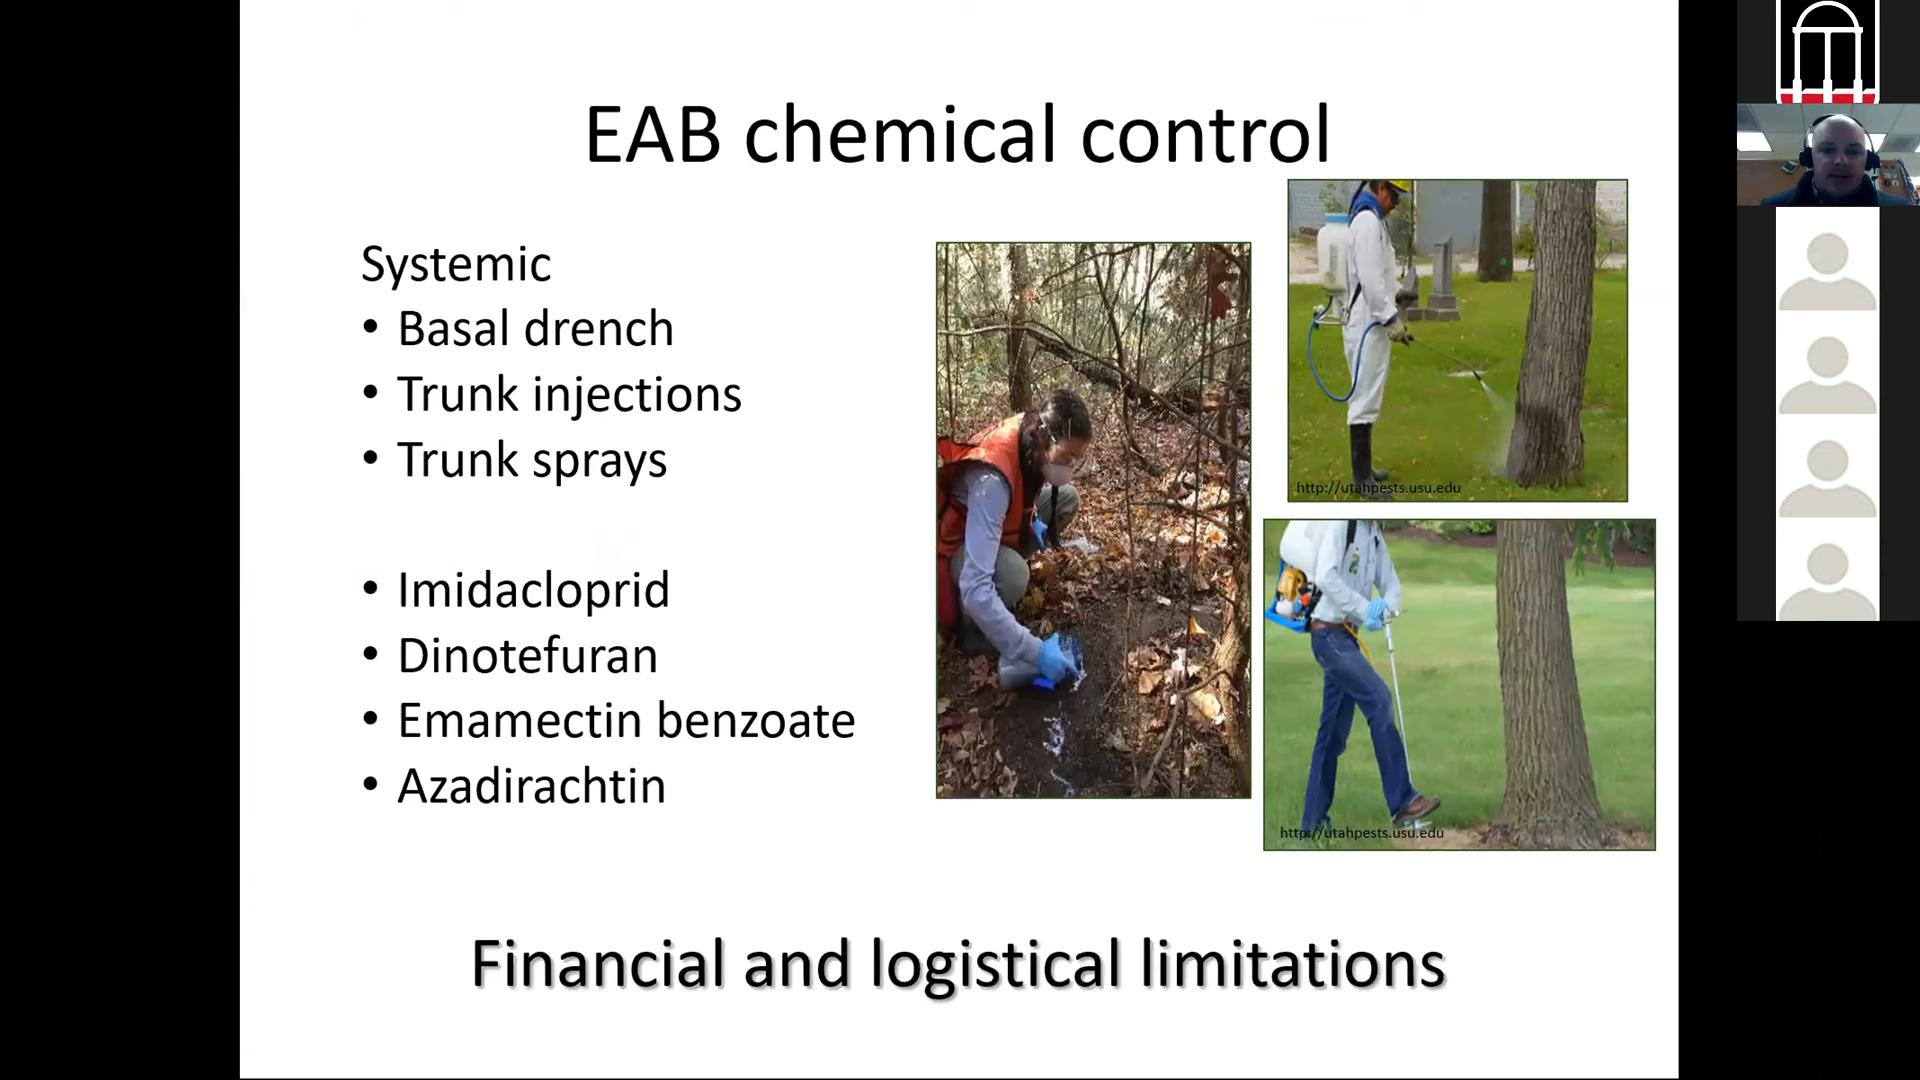 EAB chemical control
Systemic
• Basal drench
• Trunk injections
• Trunk sprays
• Imidacloprid
• Dinotefuran
• Emamectin benzoate
• Azadirachtin
http://utahpests.usu.edu
http://utahpests.usu.edu
Financial and logistical limitations